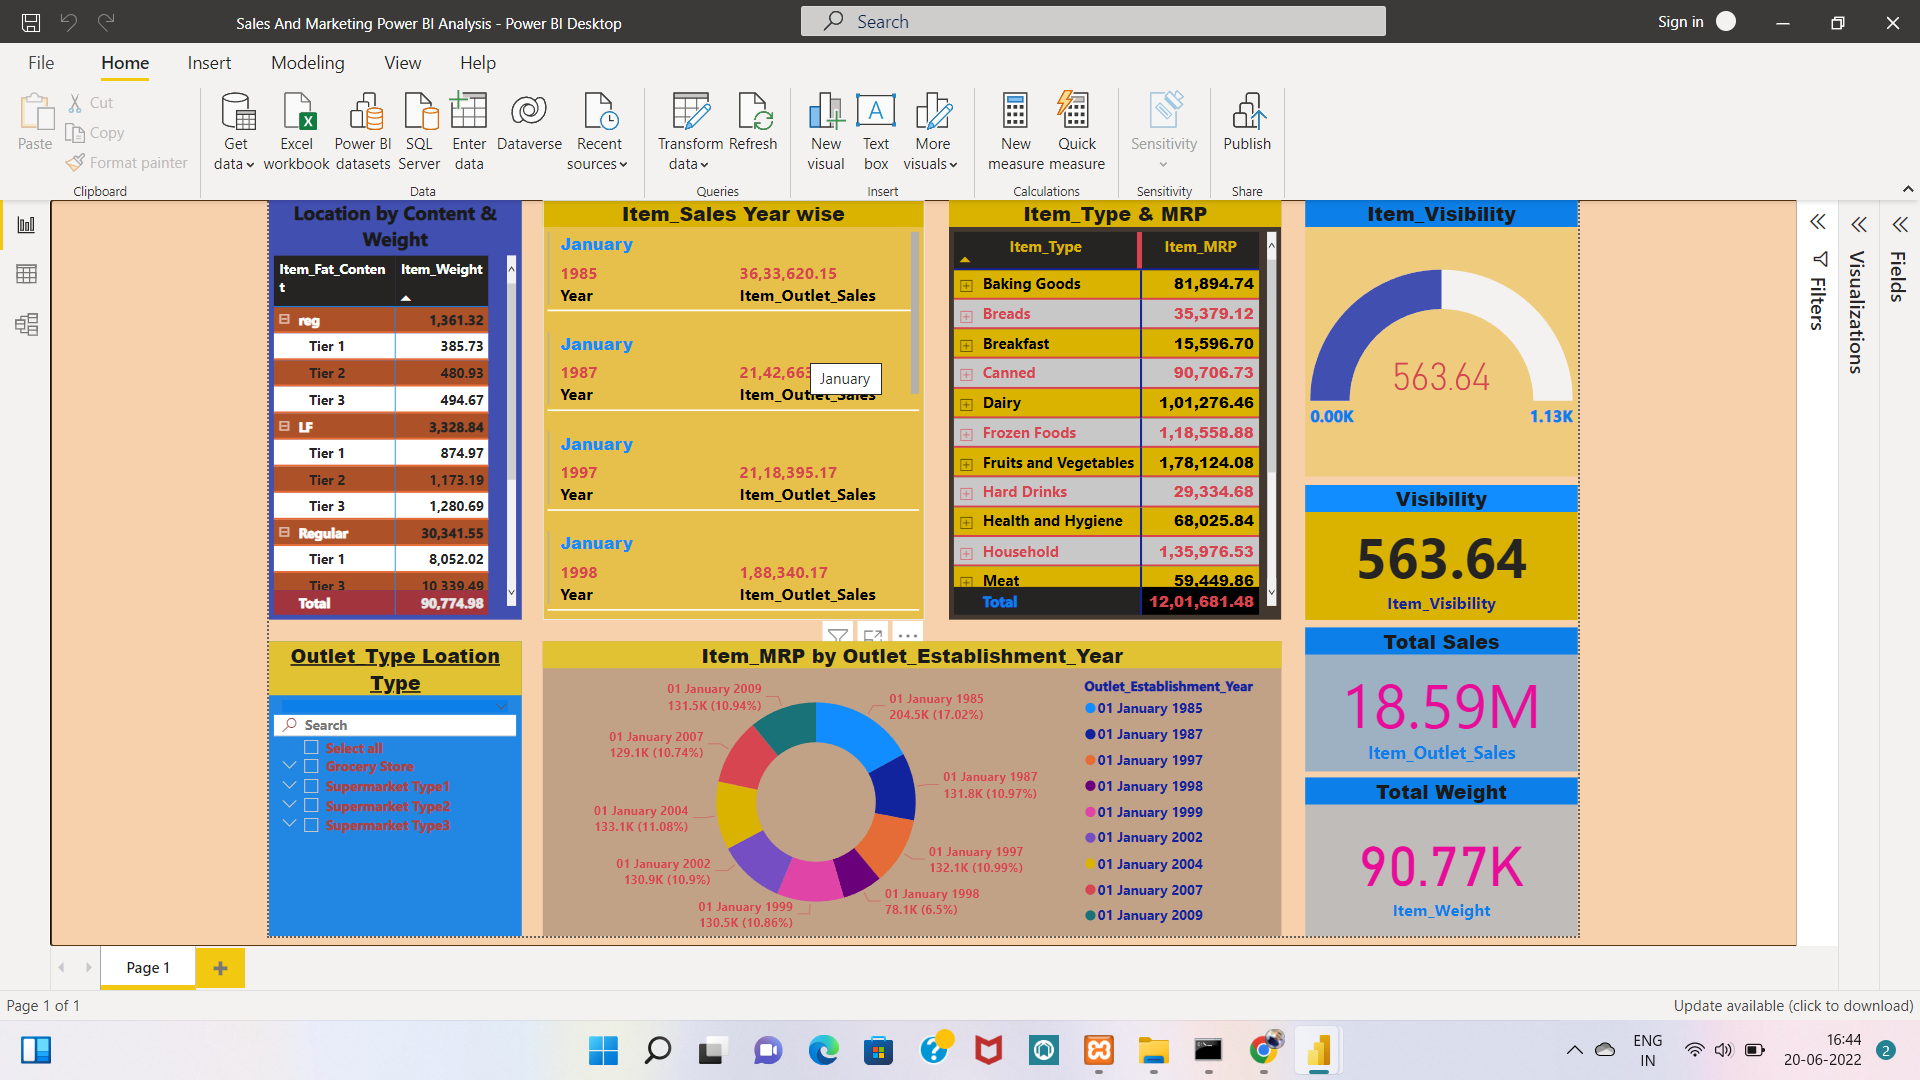 Sales And Marketing Power BI Analysis - Power BI Desktop
Search
Sign in
File
Home
Insert
Modeling
View
Help
Paste
Cut
Copy
Format painter
Clipboard
Get data
Excel workbook
Power BI datasets
SQL Server
Enter data
Dataverse
Recent sources
Data
Transform data
Refresh
Queries
New visual
Text box
More visuals
Insert
New measure
Quick measure
Calculations
Sensitivity
Sensitivity
Publish
Share
Location by Content &
Weight
Item_Fat_Conten
t
Item_Weight
reg 1,361.32
Tier 1 385.73
Tier 2 480.93
Tier 3 494.67
LF 3,328.84
Tier 1 874.97
Tier 2 1,173.19
Tier 3 1,280.69
Regular 30,341.55
Tier 1 8,052.02
Tier 3 10,339.49
Total 90,774.98
Item_Sales Year wise
January
1985 36,33,620.15
Year Item_Outlet_Sales
January
1987 21,42,663
Year Item_Outlet_Sales
January
January
1997 21,18,395.17
Year Item_Outlet_Sales
January
1998 1,88,340.17
Year Item_Outlet_Sales
Item_Type & MRP
Item_Type Item_MRP
Baking Goods 81,894.74
Breads 35,379.12
Breakfast 15,596.70
Canned 90,706.73
Dairy 1,01,276.46
Frozen Foods 1,18,558.88
Fruits and Vegetables 1,78,124.08
Hard Drinks 29,334.68
Health and Hygiene 68,025.84
Household 1,35,976.53
Meat 59,449.86
Total 12,01,681.48
Item_Visibility
563.64
0.00K 1.13K
Visibility
563.64
Item_Visibility
Total Sales
18.59M
Item_Outlet_Sales
Total Weight
90.77K
Item_Weight
Filters
Visualizations
Fields
Outlet_Type Loation
Type
Search
Select all
Grocery Store
Supermarket Type1
Supermarket Type2
Supermarket Type3
Item_MRP by Outlet_Establishment_Year
01 January 1985
204.5K (17.02%)
01 January 1987
131.8K (10.97%)
01 January 1997
132.1K (10.99%)
01 January 1998
78.1K (6.5%)
01 January 1999
130.5K (10.86%)
01 January 2002
130.9K (10.9%)
01 January 2004
133.1K (11.08%)
01 January 2007
129.1K (10.74%)
01 January 2009
131.5K (10.94%)
Outlet_Establishment_Year
01 January 1985
01 January 1987
01 January 1997
01 January 1998
01 January 1999
01 January 2002
01 January 2004
01 January 2007
01 January 2009
Page 1
Page 1 of 1
Update available (click to download)
ENG
IN
16:44
20-06-2022
2